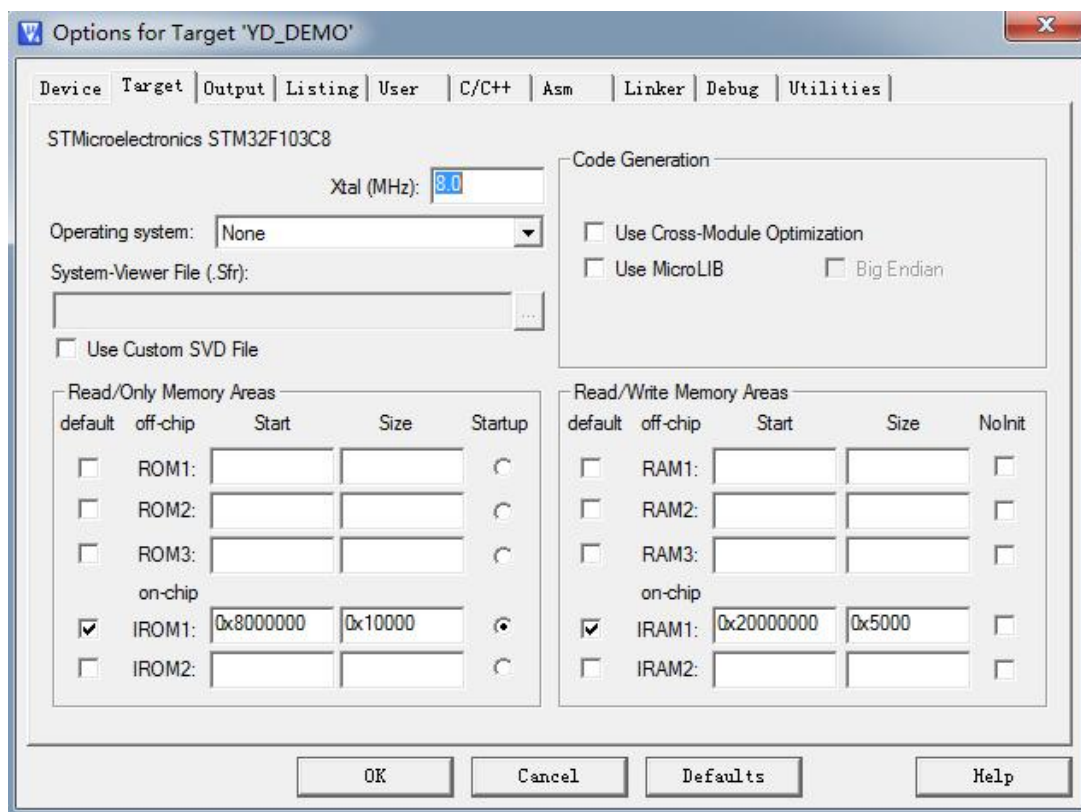 Options for Target 'YD_DEMO'
Device Target Output Listing User C/C++ Asm Linker Debug Utilities
STMicroelectronics STM32F103C8
Xtal (MHz): 8.0
Operating system: None
System-Viewer File (.Sfr):
...
Use Custom SVD File
Code Generation
Use Cross-Module Optimization
Use MicroLIB Big Endian
Read/Only Memory Areas
default off-chip Start Size Startup
ROM1:
ROM2:
ROM3:
on-chip
IROM1: 0x8000000 0x10000
IROM2:
Read/Write Memory Areas
default off-chip Start Size NoInit
RAM1:
RAM2:
RAM3:
on-chip
IRAM1: 0x20000000 0x5000
IRAM2:
OK Cancel Defaults Help